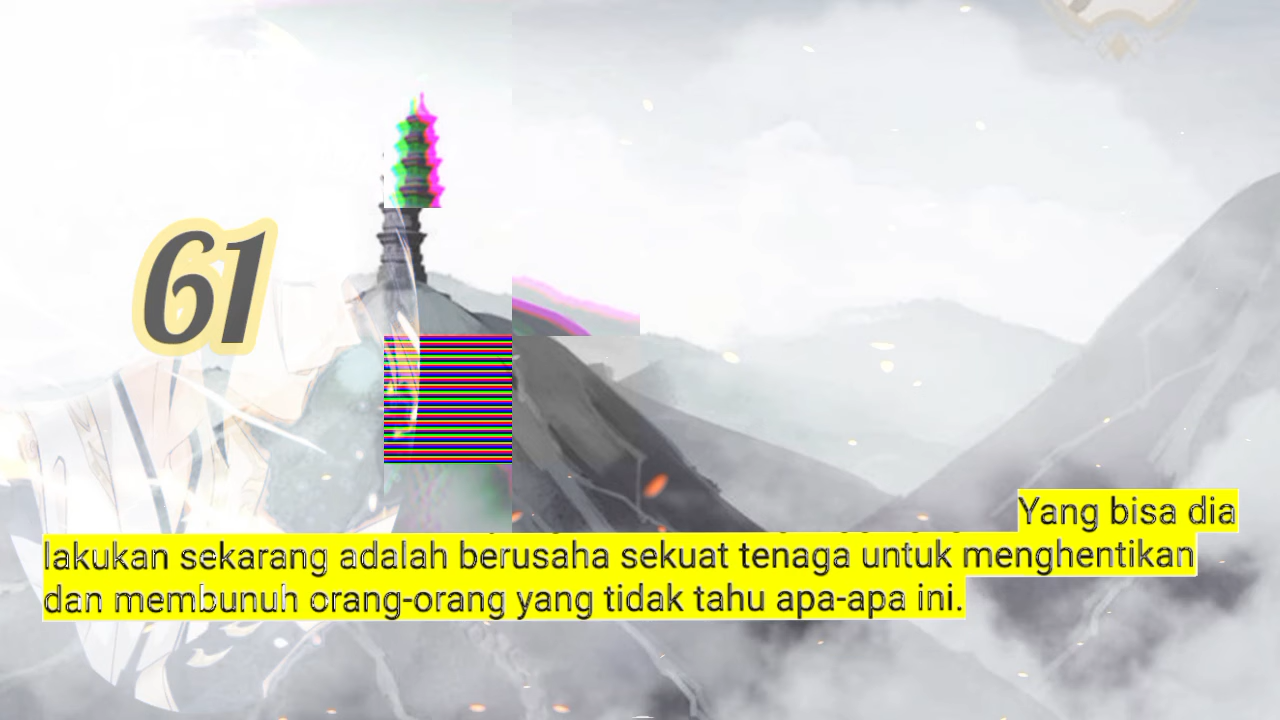 61
Yang bisa dia
lakukan sekarang adalah berusaha sekuat tenaga untuk menghentikan
dan membunuh orang-orang yang tidak tahu apa-apa ini.